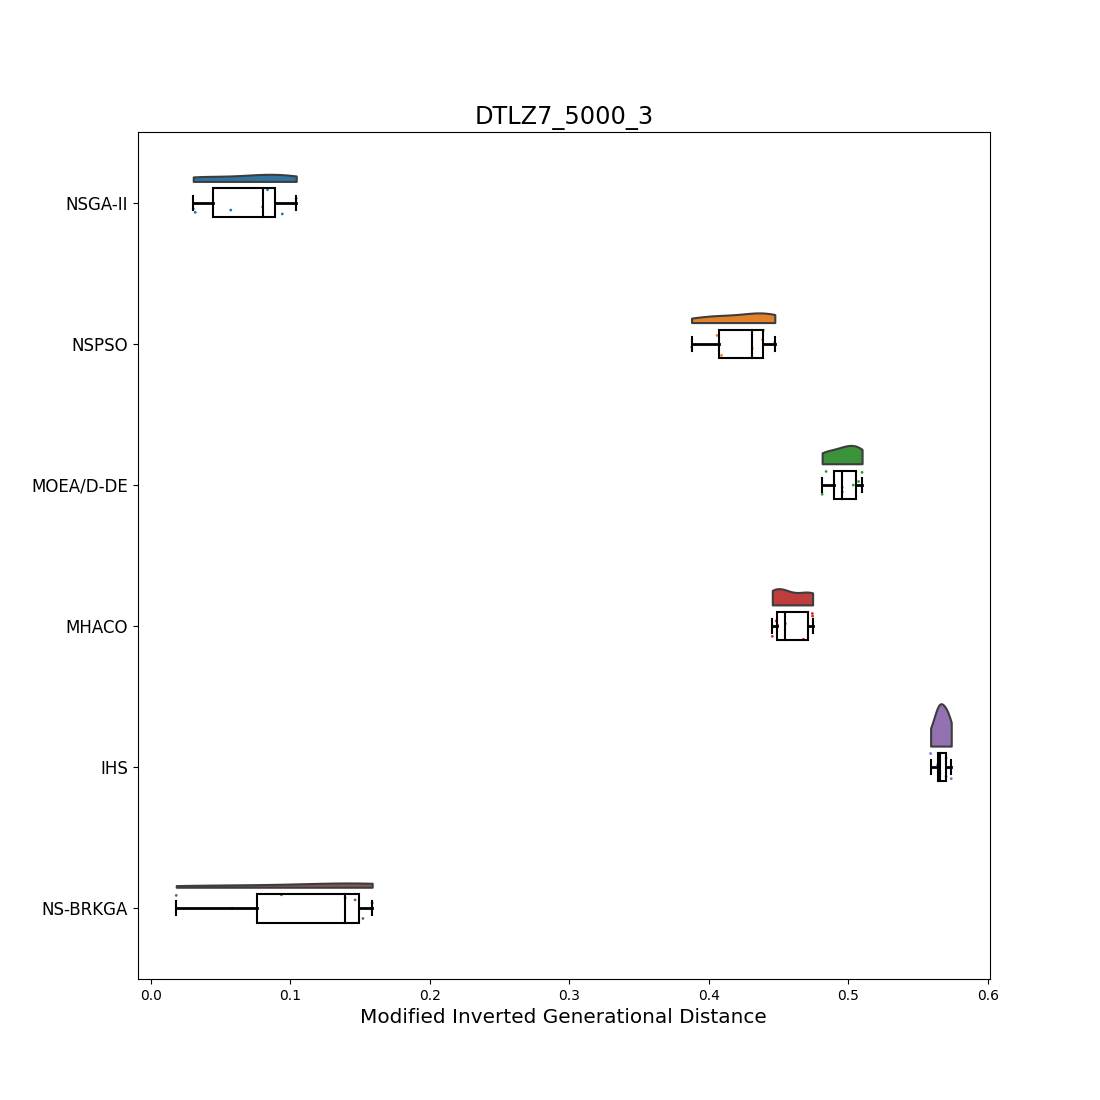 DTLZ7_5000_3
NSGA-II
NSPSO
MOEA/D-DE
MHACO
IHS
NS-BRKGA
0.0 0.1 0.2 0.3 0.4 0.5 0.6
Modified Inverted Generational Distance